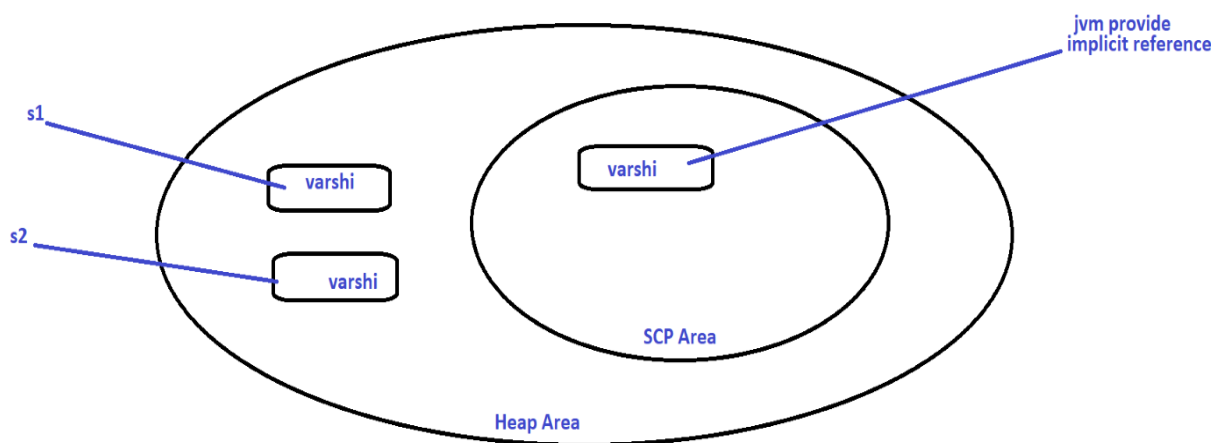 jvm provide
implicit reference
s1
varshi
varshi
s2
varshi
SCP Area
Heap Area